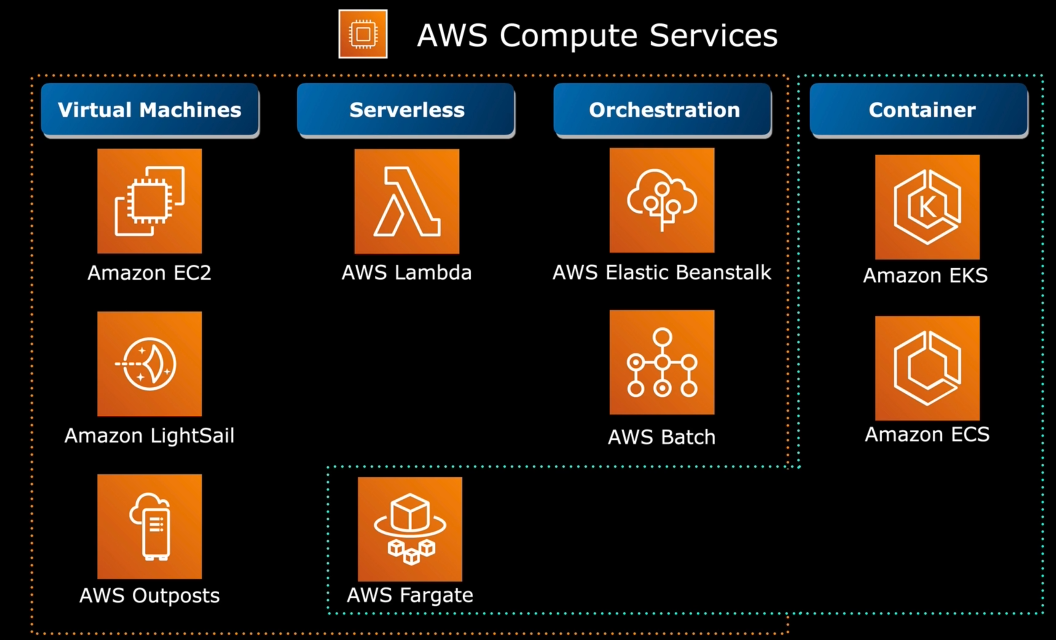 AWS Compute Services
Virtual Machines
Serverless
Orchestration
Container
Amazon EC2
AWS Lambda
AWS Elastic Beanstalk
K
Amazon EKS
Amazon LightSail
AWS Batch
Amazon ECS
AWS Outposts
AWS Fargate